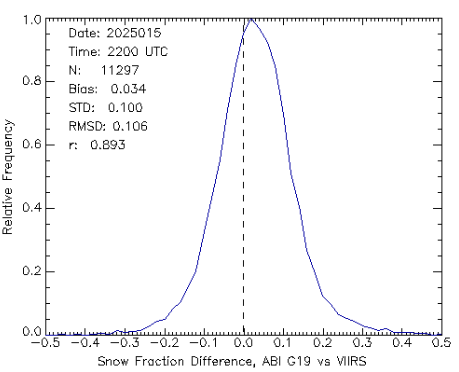 1.0
0.8
0.6
0.4
0.2
0.0
Relative Frequency
Date: 2025015
Time: 2200 UTC
N: 11297
Bias: 0.034
STD: 0.100
RMSD: 0.106
r: 0.893
-0.5 -0.4 -0.3 -0.2 -0.1 0.0 0.1 0.2 0.3 0.4 0.5
Snow Fraction Difference, ABI G19 vs VIIRS